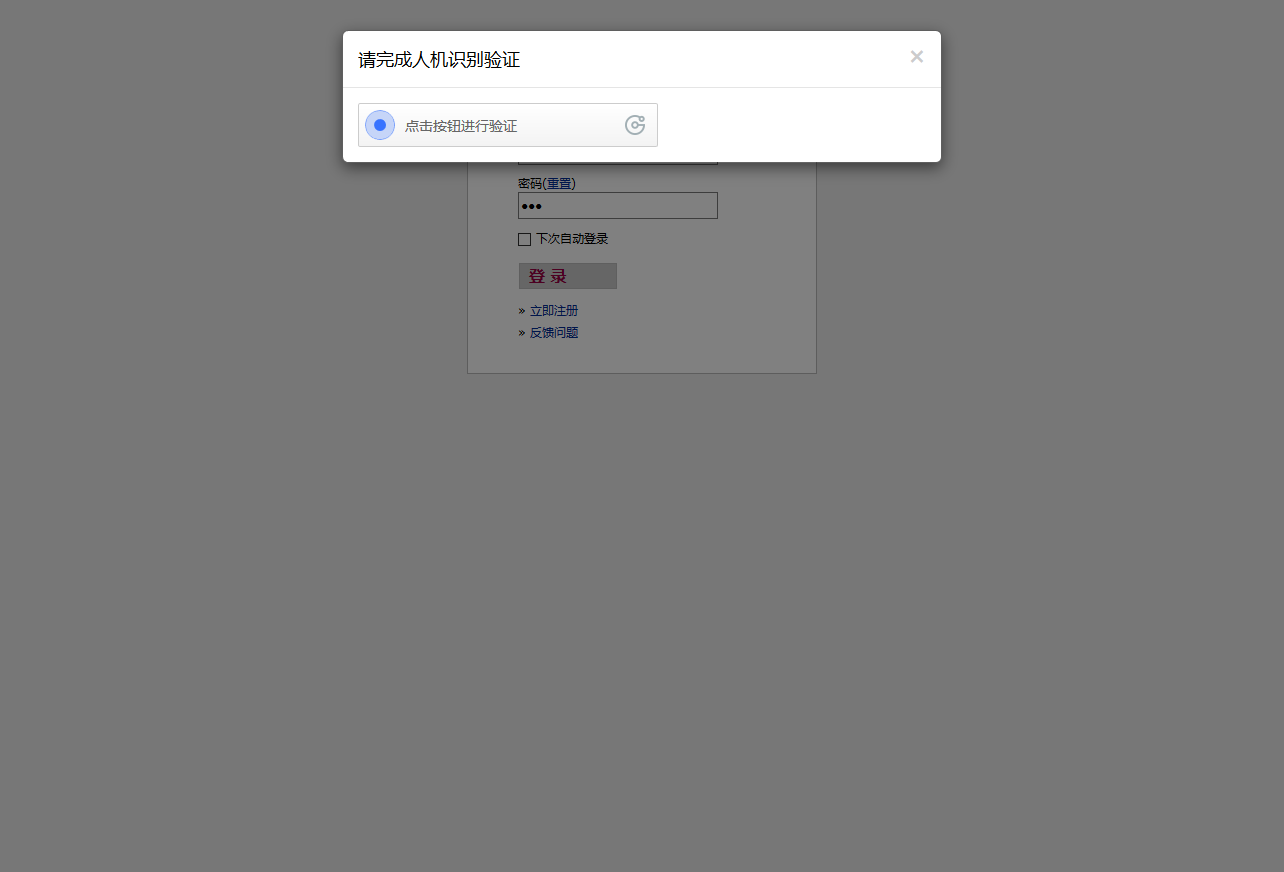 请完成人机识别验证
×
点击按钮进行验证
密码(重置)
●●●
下次自动登录
登 录
» 立即注册
» 反馈问题